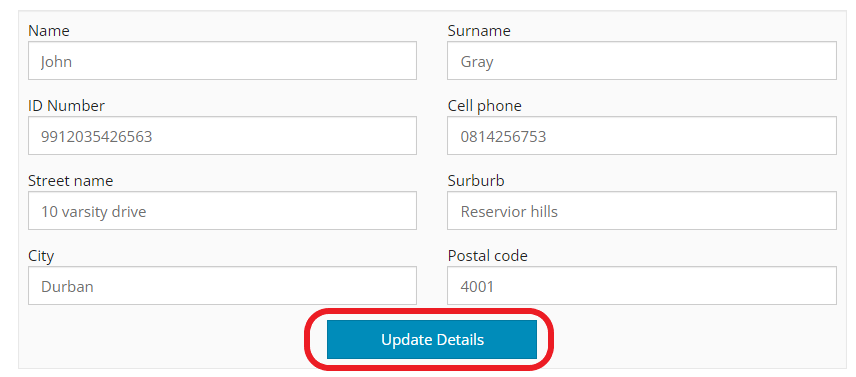 Name Surname
John Gray
ID Number Cell phone
9912035426563 0814256753
Street name Surburb
10 varsity drive Reservior hills
City Postal code
Durban 4001
Update Details